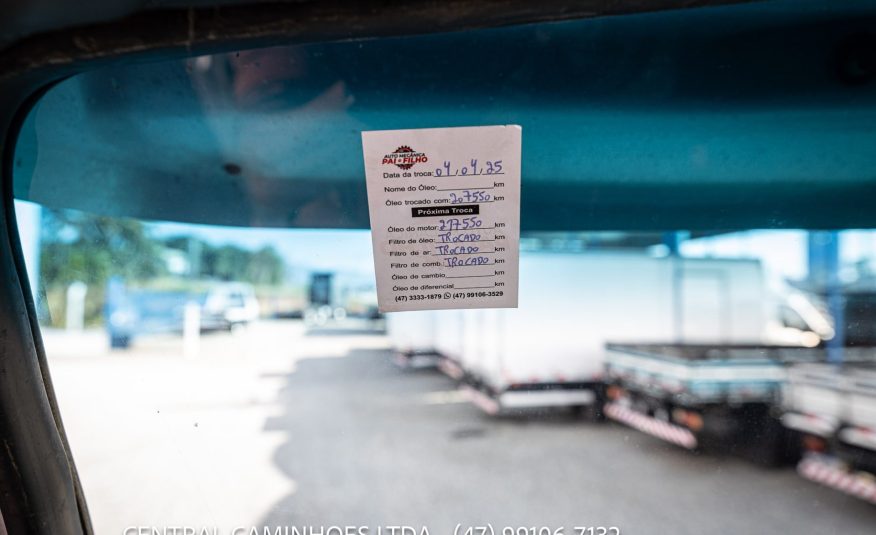 AUTO MECÂNICA
PAI e FILHO
Data da troca: 04,04,25
Nome do Óleo: km
Óleo trocado com: 207550 km
Próxima Troca
Óleo do motor: 217550 km
Filtro de óleo: TROCADO km
Filtro de ar: TROCADO km
Filtro de comb.: TROCADO km
Óleo de cambio km
Óleo de diferencial km
(47) 3333-1879 (47) 99106-3529
CENTRAL CAMINHOES LTDA - (47) 99106-7132